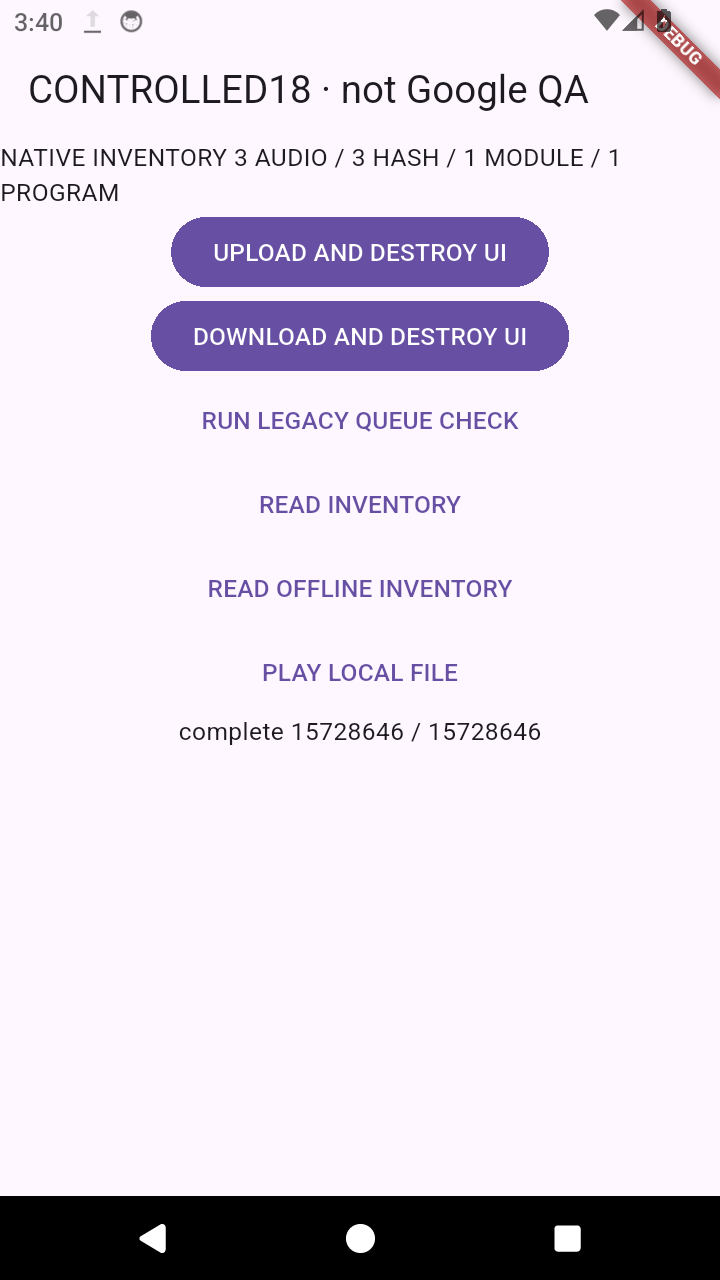 3:40
DEBUG
CONTROLLED18 · not Google QA
NATIVE INVENTORY 3 AUDIO / 3 HASH / 1 MODULE / 1
PROGRAM
UPLOAD AND DESTROY UI
DOWNLOAD AND DESTROY UI
RUN LEGACY QUEUE CHECK
READ INVENTORY
READ OFFLINE INVENTORY
PLAY LOCAL FILE
complete 15728646 / 15728646